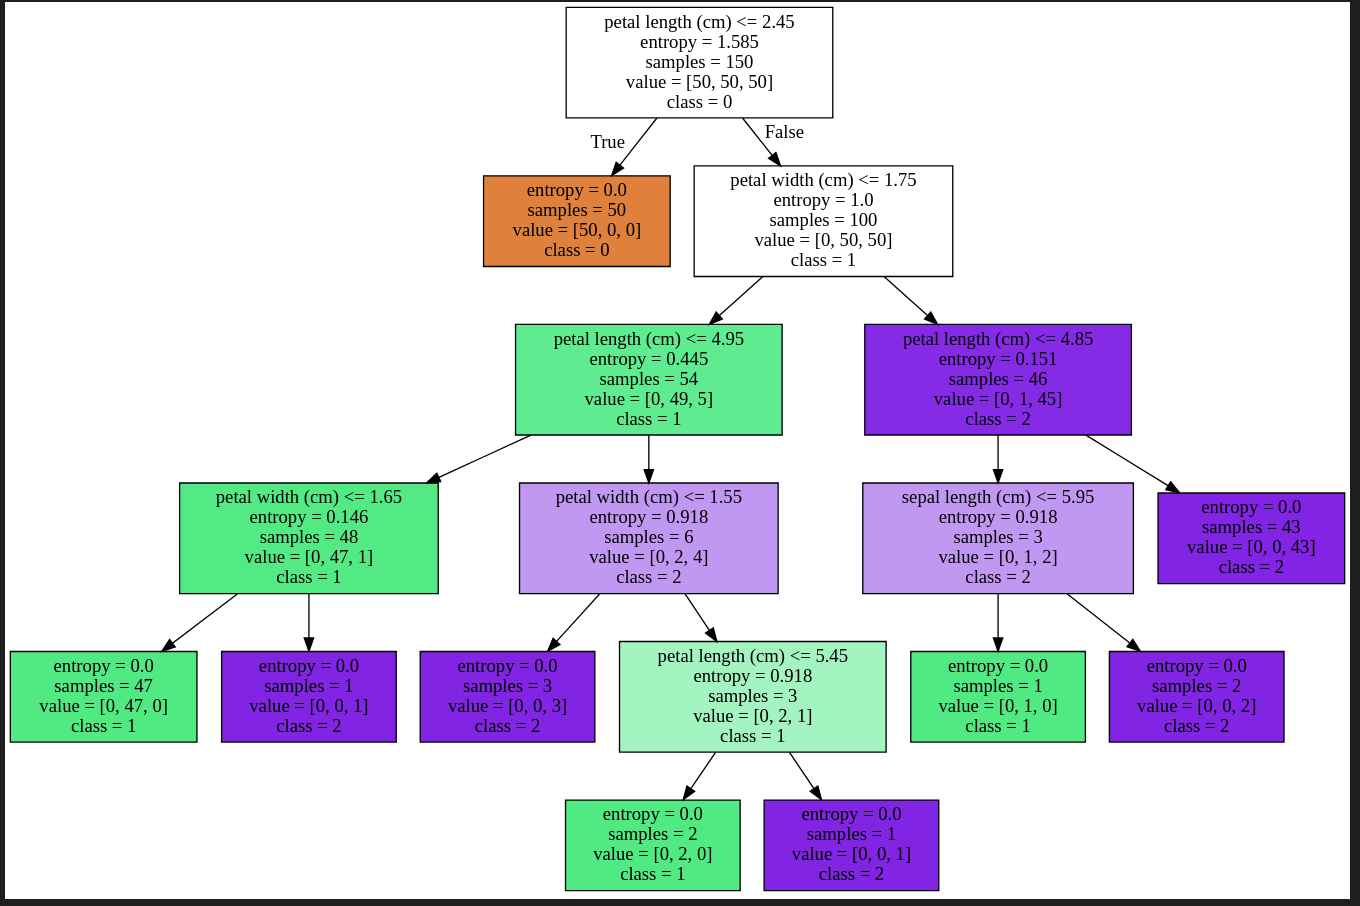 petal length (cm) <= 2.45
entropy = 1.585
samples = 150
value = [50, 50, 50]
class = 0
True
False
entropy = 0.0
samples = 50
value = [50, 0, 0]
class = 0
petal width (cm) <= 1.75
entropy = 1.0
samples = 100
value = [0, 50, 50]
class = 1
petal length (cm) <= 4.95
entropy = 0.445
samples = 54
value = [0, 49, 5]
class = 1
petal length (cm) <= 4.85
entropy = 0.151
samples = 46
value = [0, 1, 45]
class = 2
petal width (cm) <= 1.65
entropy = 0.146
samples = 48
value = [0, 47, 1]
class = 1
petal width (cm) <= 1.55
entropy = 0.918
samples = 6
value = [0, 2, 4]
class = 2
sepal length (cm) <= 5.95
entropy = 0.918
samples = 3
value = [0, 1, 2]
class = 2
entropy = 0.0
samples = 43
value = [0, 0, 43]
class = 2
entropy = 0.0
samples = 47
value = [0, 47, 0]
class = 1
entropy = 0.0
samples = 1
value = [0, 0, 1]
class = 2
entropy = 0.0
samples = 3
value = [0, 0, 3]
class = 2
petal length (cm) <= 5.45
entropy = 0.918
samples = 3
value = [0, 2, 1]
class = 1
entropy = 0.0
samples = 1
value = [0, 1, 0]
class = 1
entropy = 0.0
samples = 2
value = [0, 0, 2]
class = 2
entropy = 0.0
samples = 2
value = [0, 2, 0]
class = 1
entropy = 0.0
samples = 1
value = [0, 0, 1]
class = 2